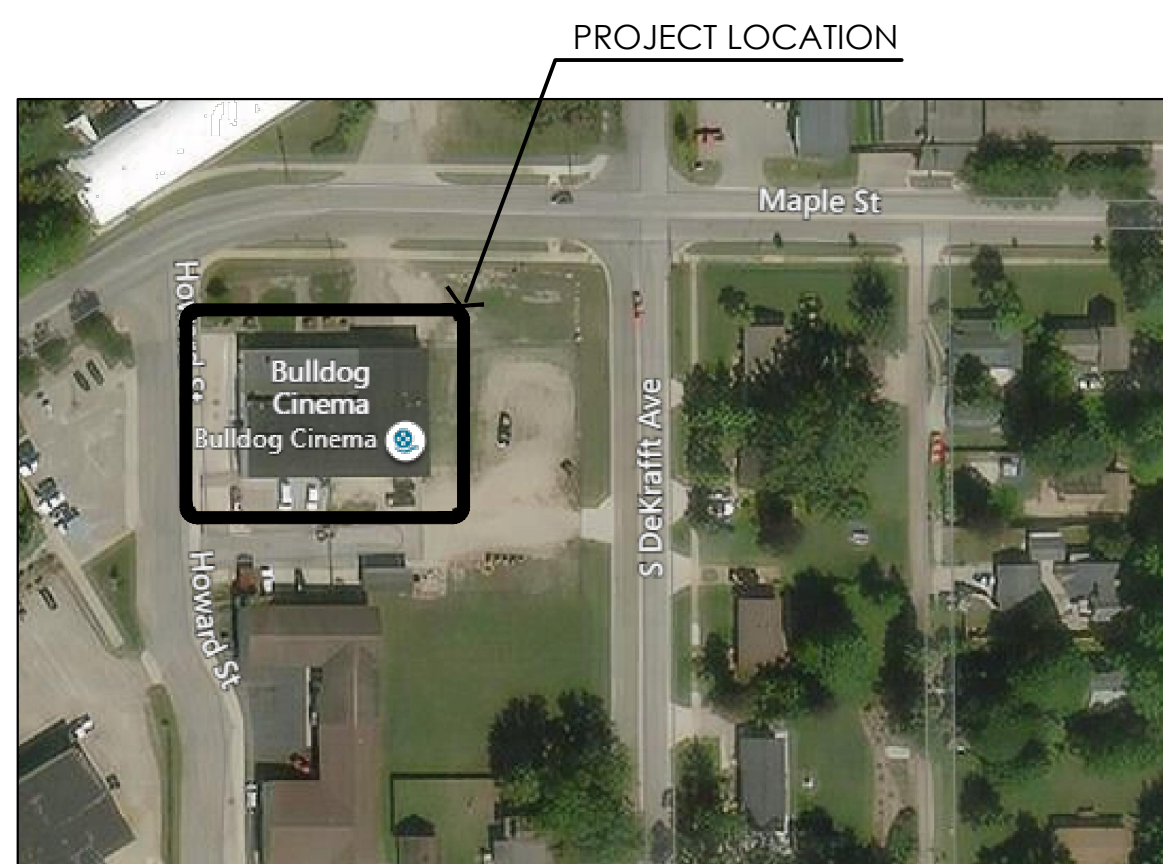 PROJECT LOCATION
Maple St
Howard St
Bulldog
Cinema
Bulldog Cinema
S DeKrafft Ave
Howard St